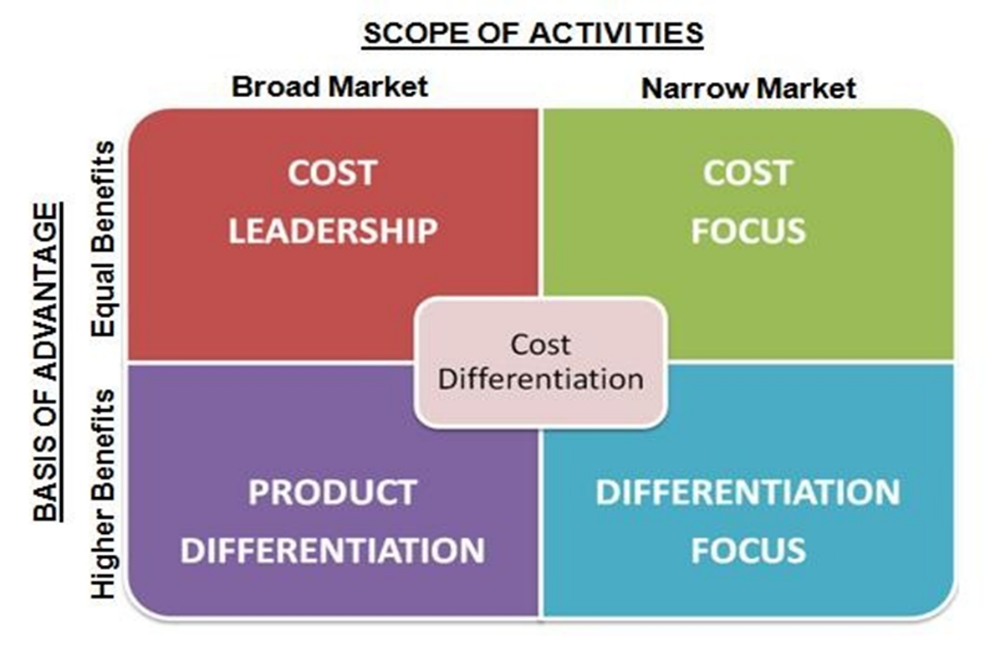 SCOPE OF ACTIVITIES
Broad Market
Narrow Market
BASIS OF ADVANTAGE
Equal Benefits
COST
LEADERSHIP
COST
FOCUS
Cost
Differentiation
Higher Benefits
PRODUCT
DIFFERENTIATION
DIFFERENTIATION
FOCUS